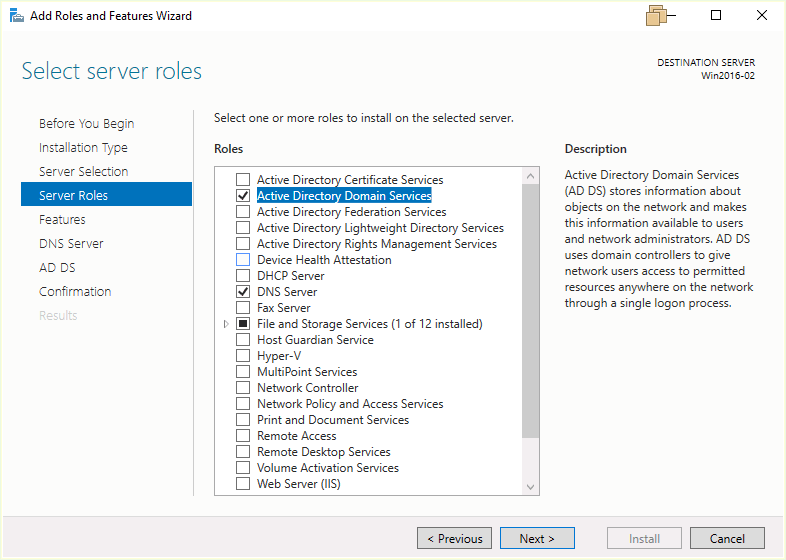 Add Roles and Features Wizard
Select server roles
DESTINATION SERVER
Win2016-02
Before You Begin
Installation Type
Server Selection
Server Roles
Features
DNS Server
AD DS
Confirmation
Results
Select one or more roles to install on the selected server.
Roles
Active Directory Certificate Services
Active Directory Domain Services
Active Directory Federation Services
Active Directory Lightweight Directory Services
Active Directory Rights Management Services
Device Health Attestation
DHCP Server
DNS Server
Fax Server
File and Storage Services (1 of 12 installed)
Host Guardian Service
Hyper-V
MultiPoint Services
Network Controller
Network Policy and Access Services
Print and Document Services
Remote Access
Remote Desktop Services
Volume Activation Services
Web Server (IIS)
Description
Active Directory Domain Services
(AD DS) stores information about
objects on the network and makes
this information available to users
and network administrators. AD DS
uses domain controllers to give
network users access to permitted
resources anywhere on the network
through a single logon process.
< Previous
Next >
Install
Cancel